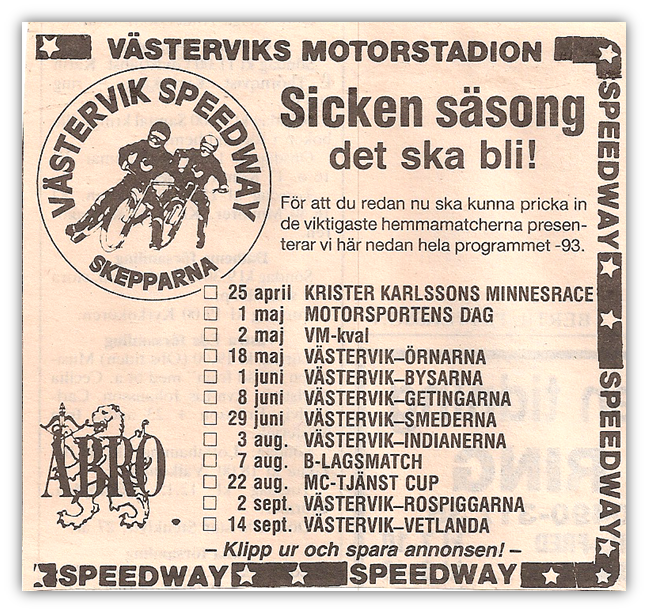 VÄSTERVIKS MOTORSTADION
VÄSTERVIK SPEEDWAY
SKEPPARNA
Sicken säsong
det ska bli!
För att du redan nu ska kunna pricka in
de viktigaste hemmamatcherna presen-
terar vi här nedan hela programmet -93.
25 april KRISTER KARLSSONS MINNESRACE
1 maj MOTORSPORTENS DAG
2 maj VM-kval
18 maj VÄSTERVIK–ÖRNARNA
1 juni VÄSTERVIK–BYSARNA
8 juni VÄSTERVIK–GETINGARNA
29 juni VÄSTERVIK–SMEDERNA
3 aug. VÄSTERVIK–INDIANERNA
7 aug. B-LAGSMATCH
22 aug. MC-TJÄNST CUP
2 sept. VÄSTERVIK–ROSPIGGARNA
14 sept. VÄSTERVIK–VETLANDA
– Klipp ur och spara annonsen! –
ÅBRO
SPEEDWAY
SPEEDWAY
SPEEDWAY
SPEEDWAY